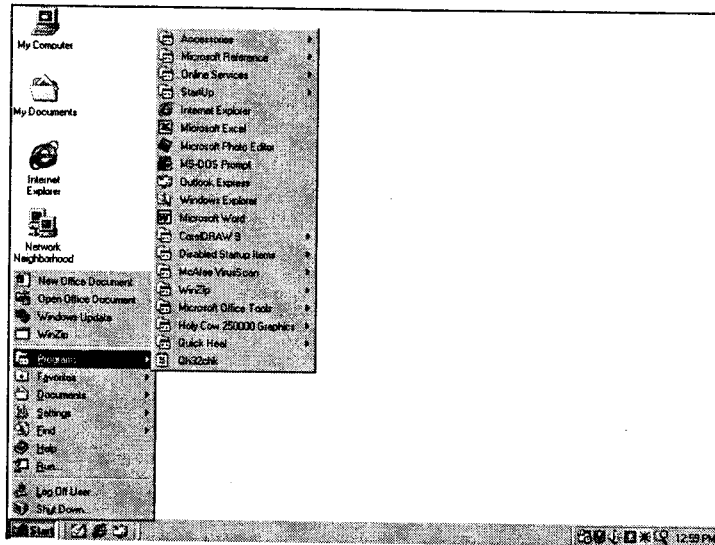 My Computer
My Documents
Internet
Explorer
Network
Neighborhood
New Office Document
Open Office Document
Windows Update
WinZip
Programs
Favorites
Documents
Settings
Find
Help
Run...
Log Off User...
Shut Down...
Accessories
Microsoft Reference
Online Services
StartUp
Internet Explorer
Microsoft Excel
Microsoft Photo Editor
MS-DOS Prompt
Outlook Express
Windows Explorer
Microsoft Word
CorelDRAW 9
Disabled Startup Items
McAfee VirusScan
WinZip
Microsoft Office Tools
Holy Cow 250000 Graphics
Quick Heal
Qh32chk
Start
12:59 PM